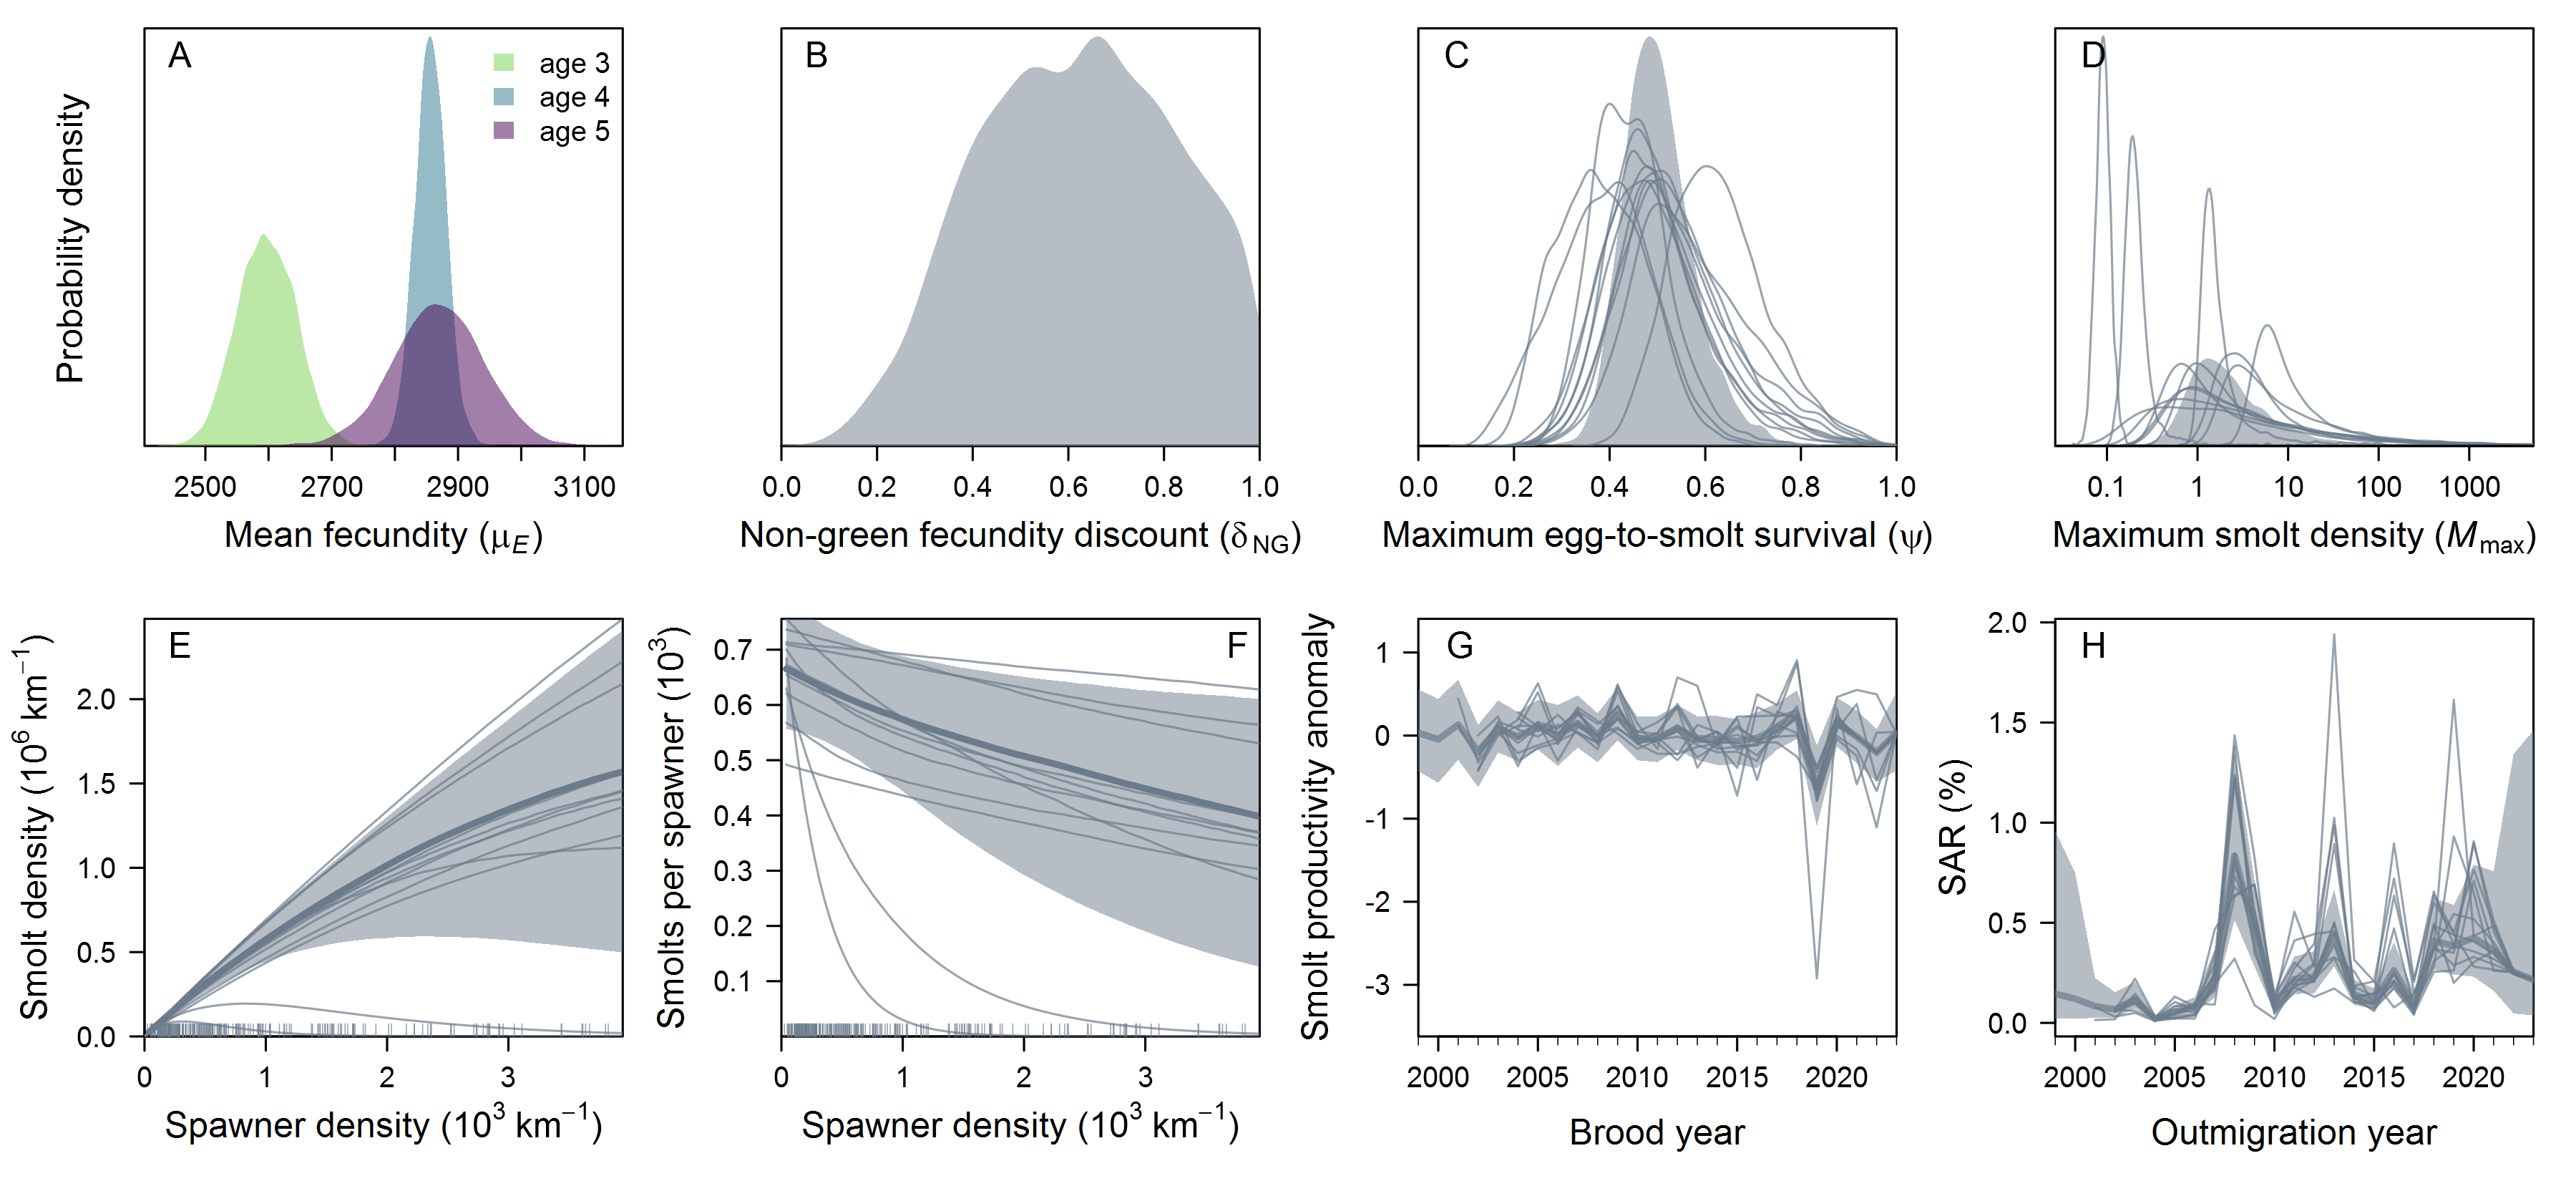 A
age 3
age 4
age 5
Probability density
2500 2700 2900 3100
Mean fecundity (μE)
B
0.0 0.2 0.4 0.6 0.8 1.0
Non-green fecundity discount (δNG)
C
0.0 0.2 0.4 0.6 0.8 1.0
Maximum egg-to-smolt survival (ψ)
D
0.1 1 10 100 1000
Maximum smolt density (Mmax)
E
Smolt density (10⁶ km⁻¹)
2.0
1.5
1.0
0.5
0.0
0 1 2 3
Spawner density (10³ km⁻¹)
F
Smolts per spawner (10³)
0.7
0.6
0.5
0.4
0.3
0.2
0.1
0 1 2 3
Spawner density (10³ km⁻¹)
G
Smolt productivity anomaly
1
0
-1
-2
-3
2000 2005 2010 2015 2020
Brood year
H
SAR (%)
2.0
1.5
1.0
0.5
0.0
2000 2005 2010 2015 2020
Outmigration year